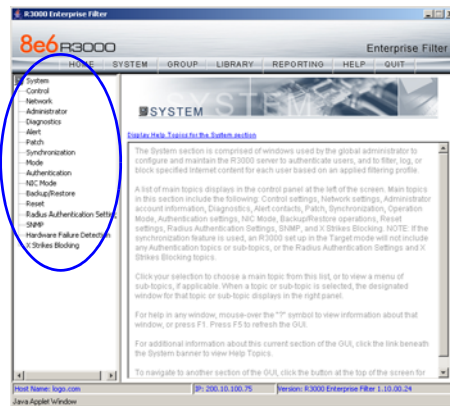 R3000 Enterprise Filter
8e6 R3000
Enterprise Filter
HOME SYSTEM GROUP LIBRARY REPORTING HELP QUIT
System
Control
Network
Administrator
Diagnostics
Alert
Patch
Synchronization
Mode
Authentication
NIC Mode
Backup/Restore
Reset
Radius Authentication Setting
SNMP
Hardware Failure Detection
X Strikes Blocking
SYSTEM
Display Help Topics for the System section
The System section is comprised of windows used by the global administrator to
configure and maintain the R3000 server to authenticate users, and to filter, log, or
block specified Internet content for each user based on an applied filtering profile.
A list of main topics displays in the control panel at the left of the screen. Main topics
in this section include the following: Control settings, Network settings, Administrator
account information, Diagnostics, Alert contacts, Patch, Synchronization, Operation
Mode, Authentication settings, NIC Mode, Backup/Restore operations, Reset
settings, Radius Authentication Settings, SNMP, and X Strikes Blocking. NOTE: If the
synchronization feature is used, an R3000 set up in the Target mode will not include
any Authentication topics or sub-topics, or the Radius Authentication Settings and X
Strikes Blocking topics.
Click your selection to choose a main topic from this list, or to view a menu of
sub-topics, if applicable. When a topic or sub-topic is selected, the designated
window for that topic or sub-topic displays in the right panel.
For help in any window, mouse-over the "?" symbol to view information about that
window, or press F1. Press F5 to refresh the GUI.
For additional information about this current section of the GUI, click the link beneath
the System banner to view Help Topics.
To navigate to another section of the GUI, click the button at the top of the screen for
Host Name: logo.com IP: 200.10.100.75 Version: R3000 Enterprise Filter 1.10.00.24
Java Applet Window